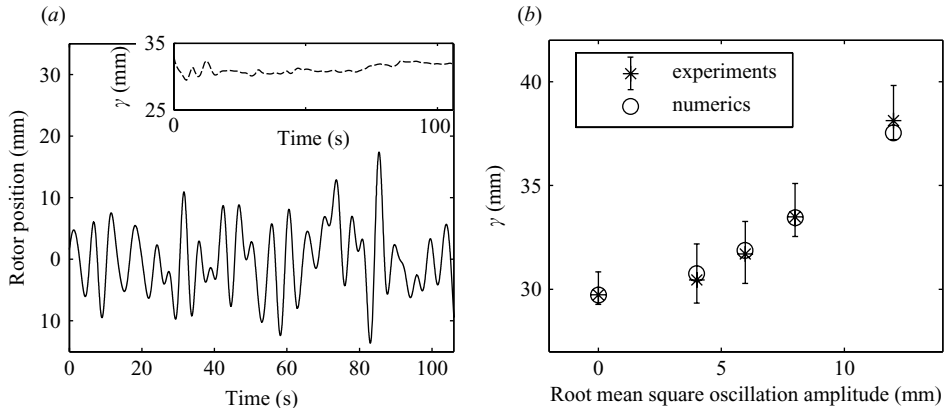 (a)
35
γ (mm)
25
0
100
Time (s)
Rotor position (mm)
30
20
10
0
10
0
20
40
60
80
100
Time (s)
(b)
experiments
numerics
γ (mm)
40
35
30
0
5
10
Root mean square oscillation amplitude (mm)